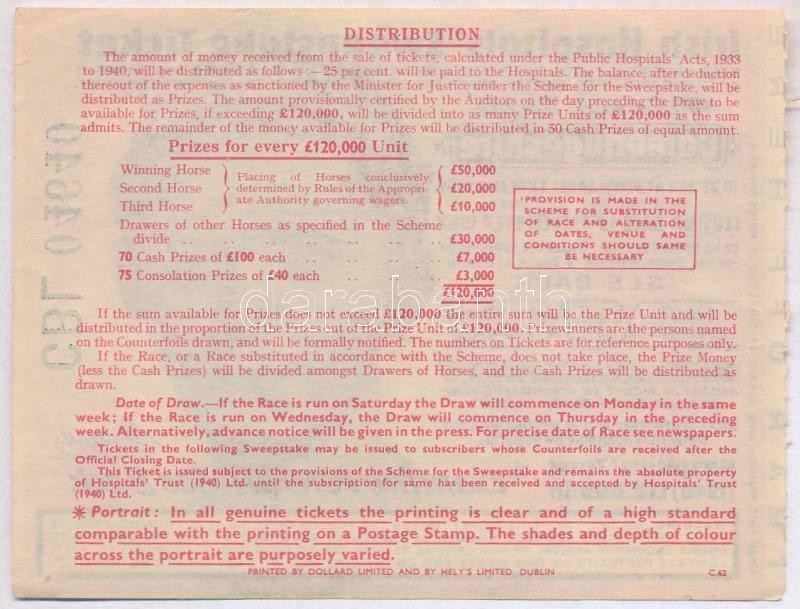 DISTRIBUTION
The amount of money received from the sale of tickets, calculated under the Public Hospitals' Acts, 1933
to 1940, will be distributed as follows :—25 per cent. will be paid to the Hospitals. The balance, after deduction
thereout of the expenses as sanctioned by the Minister for Justice under the Scheme for the Sweepstake, will be
distributed as Prizes. The amount provisionally certified by the Auditors on the day preceding the Draw to be
available for Prizes, if exceeding £120,000, will be divided into as many Prize Units of £120,000 as the sum
admits. The remainder of the money available for Prizes will be distributed in 50 Cash Prizes of equal amount.
Prizes for every £120,000 Unit
Winning Horse £50,000
Second Horse £20,000
Third Horse £10,000
Placing of Horses conclusively
determined by Rules of the Appropri-
ate Authority governing wagers.
Drawers of other Horses as specified in the Scheme
divide .. .. .. .. .. .. £30,000
70 Cash Prizes of £100 each .. .. .. £7,000
75 Consolation Prizes of £40 each .. .. £3,000
£120,000
'PROVISION IS MADE IN THE
SCHEME FOR SUBSTITUTION
OF RACE AND ALTERATION
OF DATES, VENUE AND
CONDITIONS SHOULD SAME
BE NECESSARY
darabanth
If the sum available for Prizes does not exceed £120,000 the entire sum will be the Prize Unit and will be
distributed in the proportion of the Prizes out of the Prize Unit of £120,000. Prizewinners are the persons named
on the Counterfoils drawn, and will be formally notified. The numbers on Tickets are for reference purposes only.
If the Race, or a Race substituted in accordance with the Scheme, does not take place, the Prize Money
(less the Cash Prizes) will be divided amongst Drawers of Horses, and the Cash Prizes will be distributed as
drawn.
Date of Draw.—If the Race is run on Saturday the Draw will commence on Monday in the same
week; If the Race is run on Wednesday, the Draw will commence on Thursday in the preceding
week. Alternatively, advance notice will be given in the press. For precise date of Race see newspapers.
Tickets in the following Sweepstake may be issued to subscribers whose Counterfoils are received after the
Official Closing Date.
This Ticket is issued subject to the provisions of the Scheme for the Sweepstake and remains the absolute property
of Hospitals' Trust (1940) Ltd. until the subscription for same has been received and accepted by Hospitals' Trust
(1940) Ltd.
* Portrait: In all genuine tickets the printing is clear and of a high standard
comparable with the printing on a Postage Stamp. The shades and depth of colour
across the portrait are purposely varied.
PRINTED BY DOLLARD LIMITED AND BY HELY'S LIMITED DUBLIN C.62